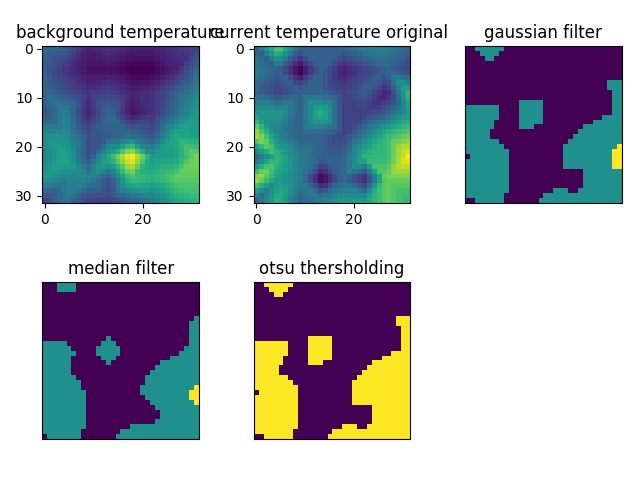 background temperature
current temperature original
gaussian filter
0
10
20
30
0
20
0
10
20
30
0
20
median filter
otsu thersholding